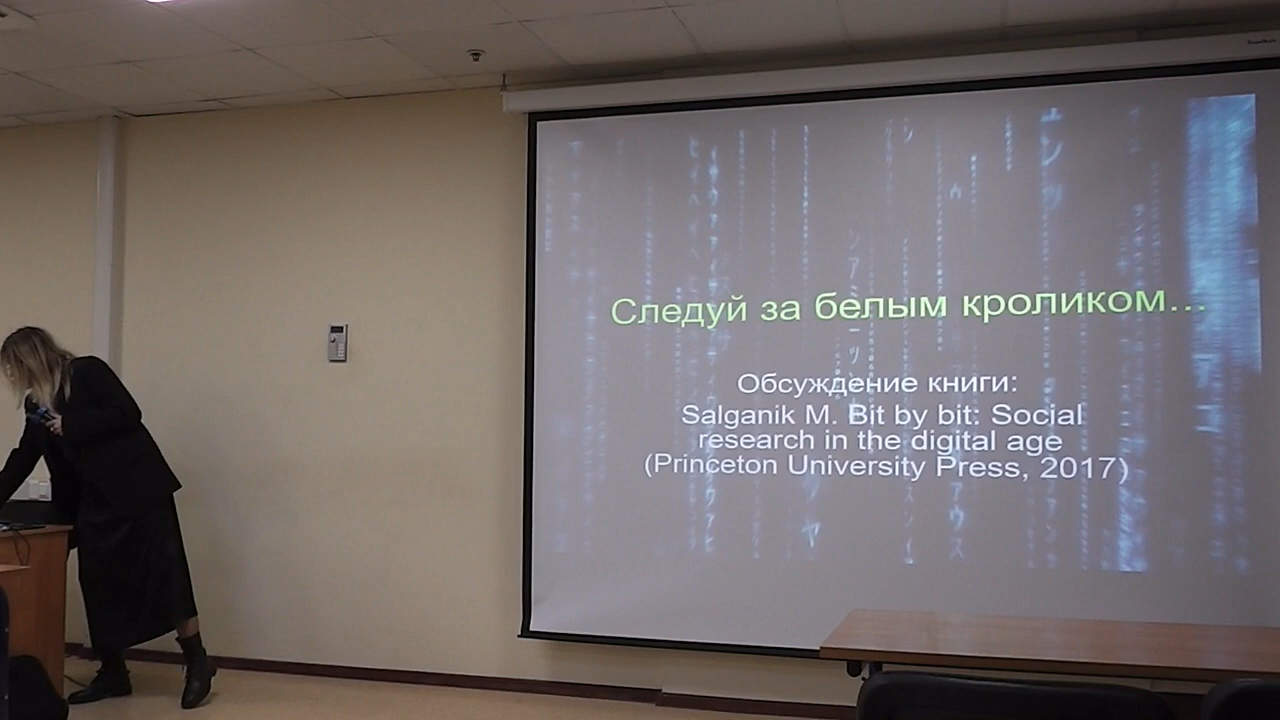 Следуй за белым кроликом...
Обсуждение книги:
Salganik M. Bit by bit: Social
research in the digital age
(Princeton University Press, 2017)